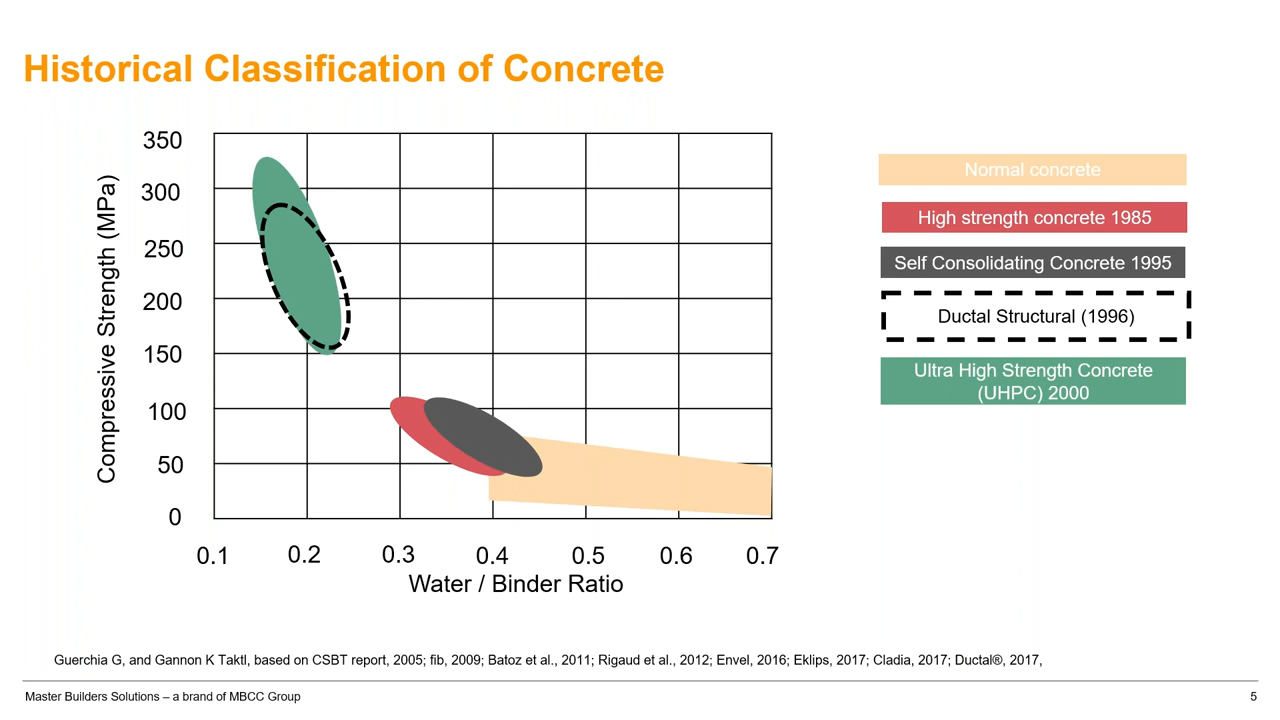 Historical Classification of Concrete
350
300
250
200
150
100
50
0
Compressive Strength (MPa)
0.1 0.2 0.3 0.4 0.5 0.6 0.7
Water / Binder Ratio
Normal concrete
High strength concrete 1985
Self Consolidating Concrete 1995
Ductal Structural (1996)
Ultra High Strength Concrete
(UHPC) 2000
Guerchia G, and Gannon K Taktl, based on CSBT report, 2005; fib, 2009; Batoz et al., 2011; Rigaud et al., 2012; Envel, 2016; Eklips, 2017; Cladia, 2017; Ductal®, 2017,
Master Builders Solutions – a brand of MBCC Group
5